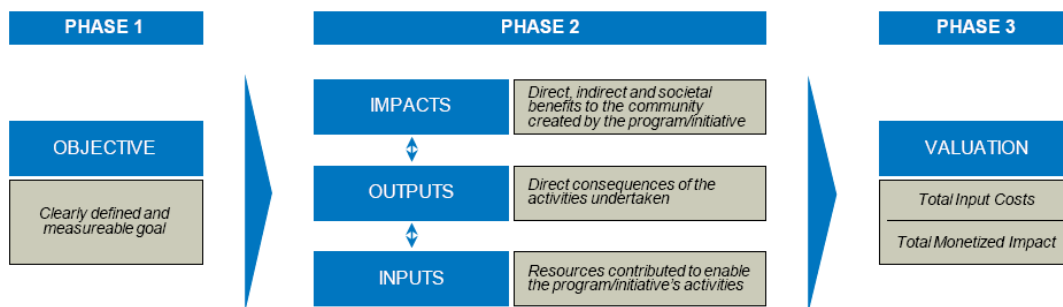 PHASE 1
OBJECTIVE
Clearly defined and
measureable goal
PHASE 2
IMPACTS
Direct, indirect and societal
benefits to the community
created by the program/initiative
OUTPUTS
Direct consequences of the
activities undertaken
INPUTS
Resources contributed to enable
the program/initiative's activities
PHASE 3
VALUATION
Total Input Costs
Total Monetized Impact